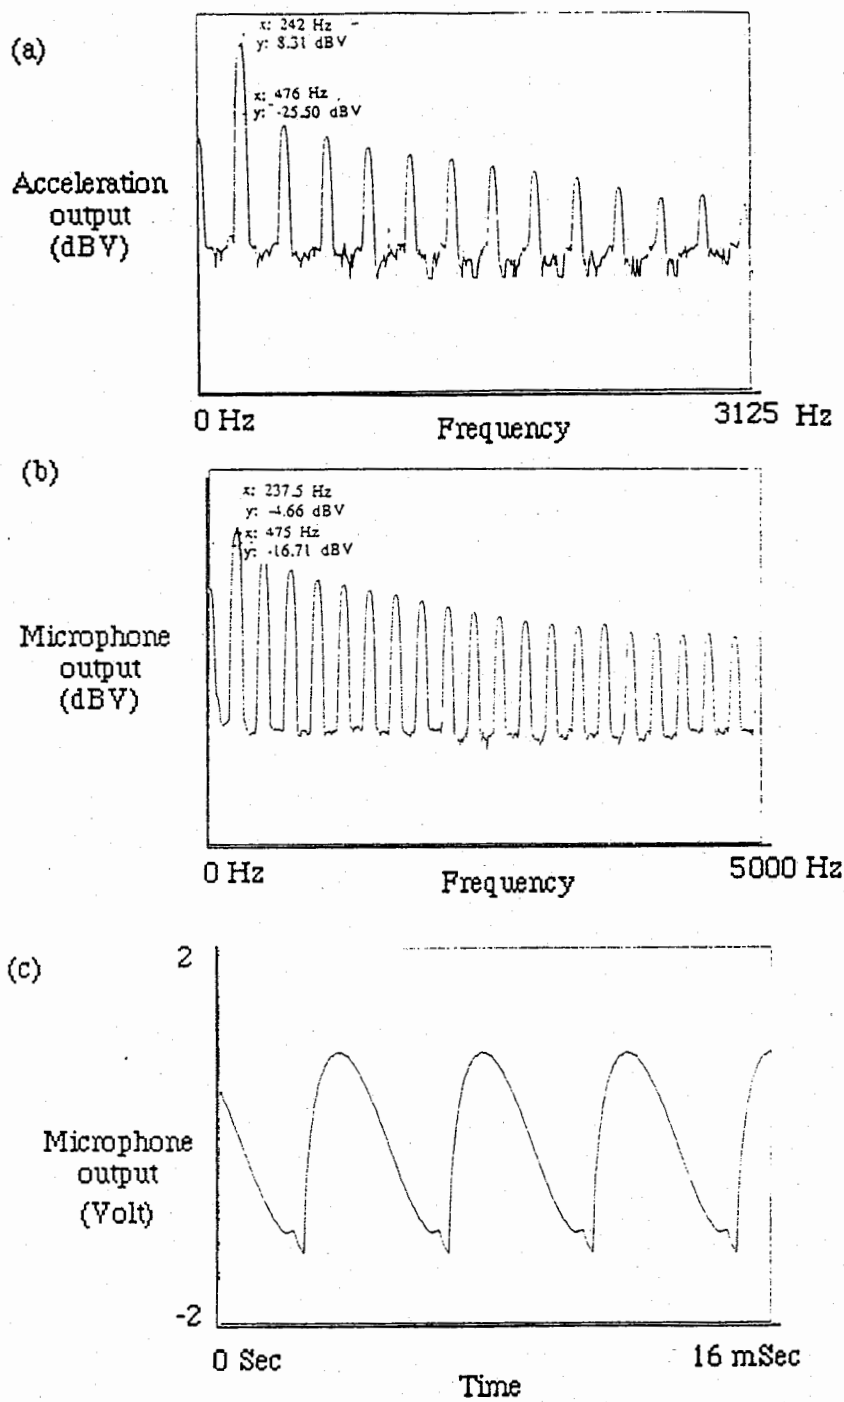 (a)
x: 242 Hz
y: 8.31 dBV
x: 476 Hz
y: -25.50 dBV
Acceleration
output
(dBV)
0 Hz
Frequency
3125 Hz
(b)
x: 237.5 Hz
y: -4.66 dBV
x: 475 Hz
y: -16.71 dBV
Microphone
output
(dBV)
0 Hz
Frequency
5000 Hz
(c)
2
Microphone
output
(Volt)
-2
0 Sec
16 mSec
Time